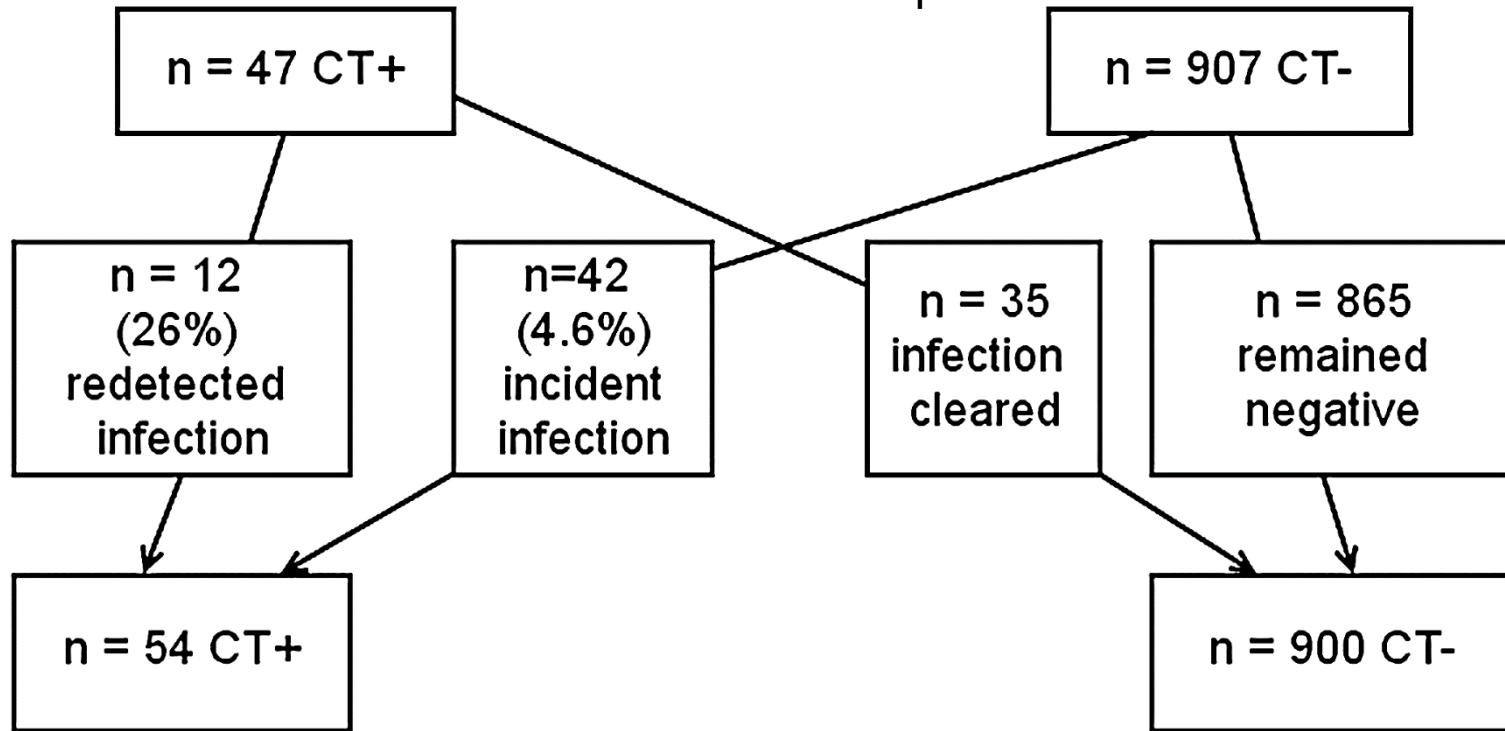 n = 47 CT+
n = 907 CT-
n = 12
(26%)
redetected
infection
n=42
(4.6%)
incident
infection
n = 35
infection
cleared
n = 865
remained
negative
n = 54 CT+
n = 900 CT-